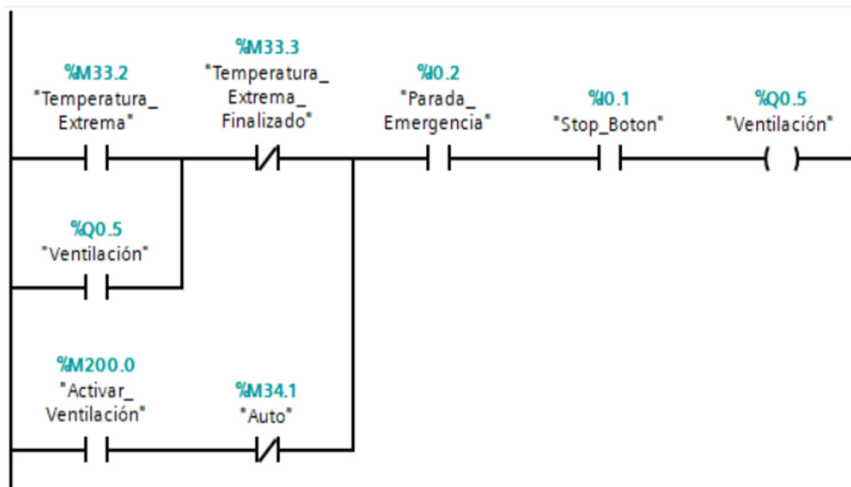 %M33.2
"Temperatura_
Extrema"
%M33.3
"Temperatura_
Extrema_
Finalizado"
%I0.2
"Parada_
Emergencia"
%I0.1
"Stop_Boton"
%Q0.5
"Ventilación"
%Q0.5
"Ventilación"
%M200.0
"Activar_
Ventilación"
%M34.1
"Auto"